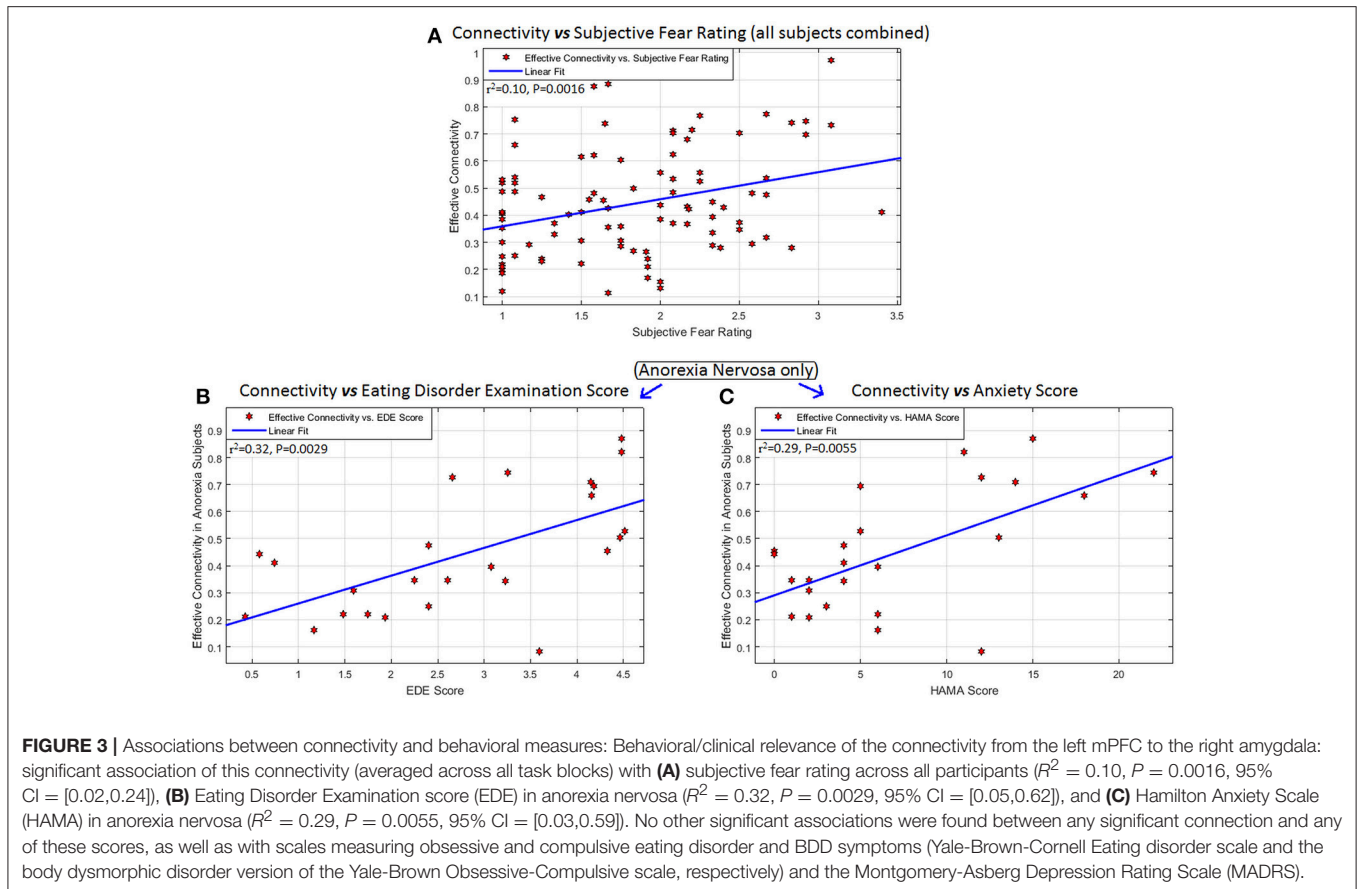 A Connectivity vs Subjective Fear Rating (all subjects combined)
Effective Connectivity vs. Subjective Fear Rating
Linear Fit
r²=0.10, P=0.0016
1
0.9
0.8
0.7
0.6
0.5
0.4
0.3
0.2
0.1
Effective Connectivity
1 1.5 2 2.5 3 3.5
Subjective Fear Rating
(Anorexia Nervosa only)
B Connectivity vs Eating Disorder Examination Score
Effective Connectivity vs. EDE Score
Linear Fit
r²=0.32, P=0.0029
0.9
0.8
0.7
0.6
0.5
0.4
0.3
0.2
0.1
Effective Connectivity in Anorexia Subjects
0.5 1 1.5 2 2.5 3 3.5 4 4.5
EDE Score
C Connectivity vs Anxiety Score
Effective Connectivity vs. HAMA Score
Linear Fit
r²=0.29, P=0.0055
0.9
0.8
0.7
0.6
0.5
0.4
0.3
0.2
0.1
Effective Connectivity in Anorexia Subjects
0 5 10 15 20
HAMA Score
FIGURE 3 | Associations between connectivity and behavioral measures: Behavioral/clinical relevance of the connectivity from the left mPFC to the right amygdala:
significant association of this connectivity (averaged across all task blocks) with (A) subjective fear rating across all participants (R² = 0.10, P = 0.0016, 95%
CI = [0.02,0.24]), (B) Eating Disorder Examination score (EDE) in anorexia nervosa (R² = 0.32, P = 0.0029, 95% CI = [0.05,0.62]), and (C) Hamilton Anxiety Scale
(HAMA) in anorexia nervosa (R² = 0.29, P = 0.0055, 95% CI = [0.03,0.59]). No other significant associations were found between any significant connection and any
of these scores, as well as with scales measuring obsessive and compulsive eating disorder and BDD symptoms (Yale-Brown-Cornell Eating disorder scale and the
body dysmorphic disorder version of the Yale-Brown Obsessive-Compulsive scale, respectively) and the Montgomery-Asberg Depression Rating Scale (MADRS).